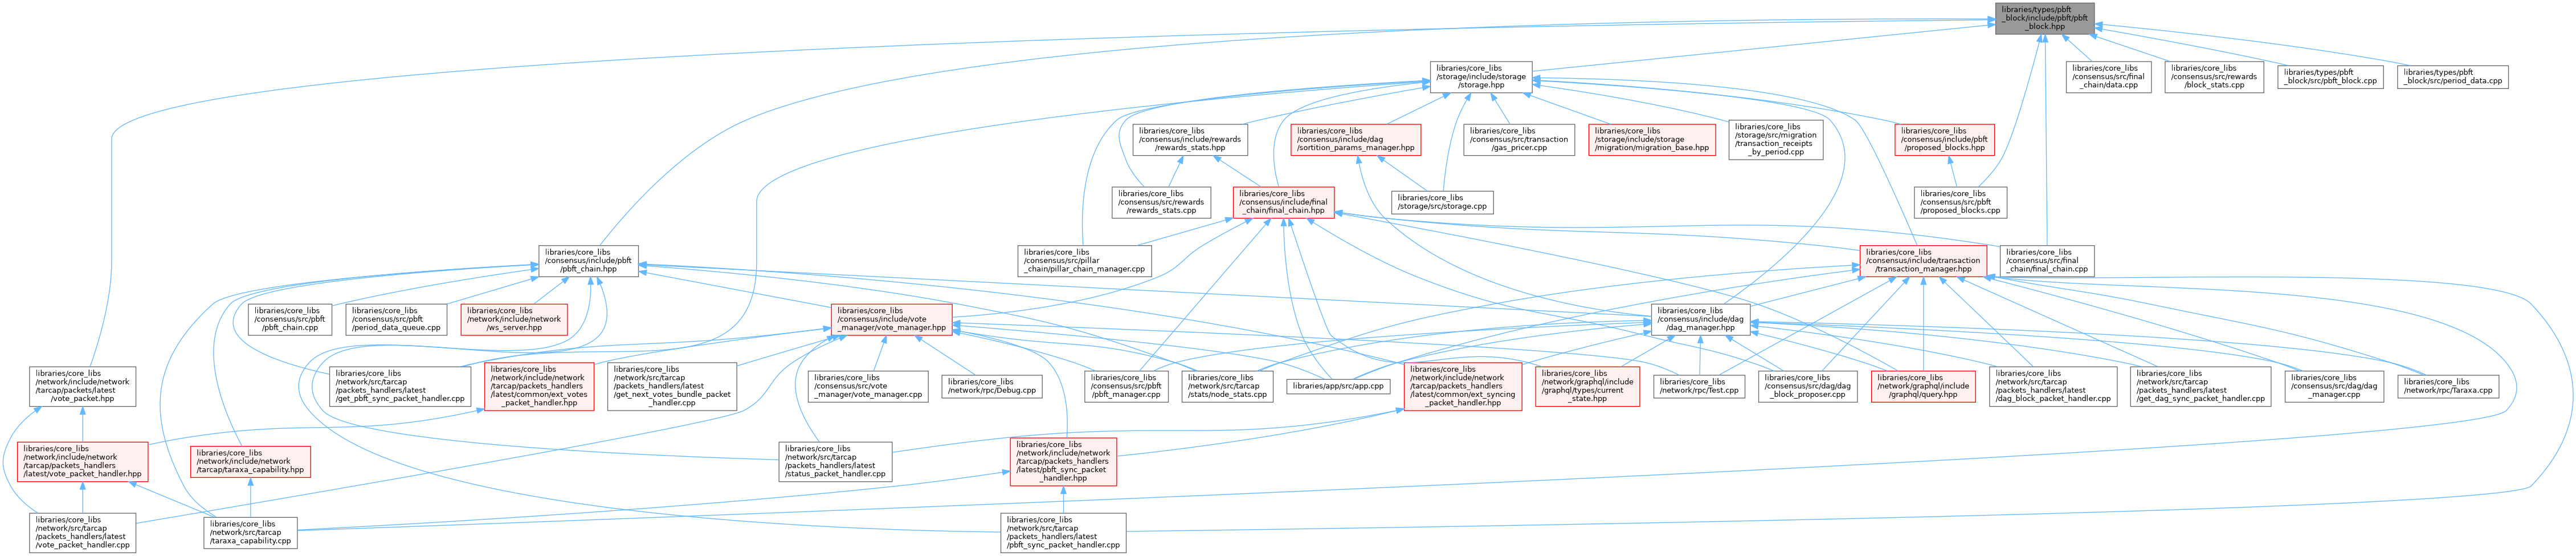 libraries/types/pbft
_block/include/pbft/pbft
_block.hpp
libraries/core_libs
/storage/include/storage
/storage.hpp
libraries/core_libs
/consensus/src/final
_chain/data.cpp
libraries/core_libs
/consensus/src/rewards
/block_stats.cpp
libraries/types/pbft
_block/src/pbft_block.cpp
libraries/types/pbft
_block/src/period_data.cpp
libraries/core_libs
/consensus/include/rewards
/rewards_stats.hpp
libraries/core_libs
/consensus/include/dag
/sortition_params_manager.hpp
libraries/core_libs
/consensus/src/transaction
/gas_pricer.cpp
libraries/core_libs
/storage/include/storage
/migration/migration_base.hpp
libraries/core_libs
/storage/src/migration
/transaction_receipts
_by_period.cpp
libraries/core_libs
/consensus/include/pbft
/proposed_blocks.hpp
libraries/core_libs
/consensus/src/rewards
/rewards_stats.cpp
libraries/core_libs
/consensus/include/final
_chain/final_chain.hpp
libraries/core_libs
/storage/src/storage.cpp
libraries/core_libs
/consensus/src/pbft
/proposed_blocks.cpp
libraries/core_libs
/consensus/include/pbft
/pbft_chain.hpp
libraries/core_libs
/consensus/src/pillar
_chain/pillar_chain_manager.cpp
libraries/core_libs
/consensus/include/transaction
/transaction_manager.hpp
libraries/core_libs
/consensus/src/final
_chain/final_chain.cpp
libraries/core_libs
/consensus/src/pbft
/pbft_chain.cpp
libraries/core_libs
/consensus/src/pbft
/period_data_queue.cpp
libraries/core_libs
/network/include/network
/ws_server.hpp
libraries/core_libs
/consensus/include/vote
_manager/vote_manager.hpp
libraries/core_libs
/consensus/include/dag
/dag_manager.hpp
libraries/core_libs
/network/include/network
/tarcap/packets/latest
/vote_packet.hpp
libraries/core_libs
/network/src/tarcap
/packets_handlers/latest
/get_pbft_sync_packet_handler.cpp
libraries/core_libs
/network/include/network
/tarcap/packets_handlers
/latest/common/ext_votes
_packet_handler.hpp
libraries/core_libs
/network/src/tarcap
/packets_handlers/latest
/get_next_votes_bundle_packet
_handler.cpp
libraries/core_libs
/consensus/src/vote
_manager/vote_manager.cpp
libraries/core_libs
/network/rpc/Debug.cpp
libraries/core_libs
/consensus/src/pbft
/pbft_manager.cpp
libraries/core_libs
/network/src/tarcap
/stats/node_stats.cpp
libraries/app/src/app.cpp
libraries/core_libs
/network/include/network
/tarcap/packets_handlers
/latest/common/ext_syncing
_packet_handler.hpp
libraries/core_libs
/network/graphql/include
/graphql/types/current
_state.hpp
libraries/core_libs
/network/rpc/Test.cpp
libraries/core_libs
/consensus/src/dag/dag
_block_proposer.cpp
libraries/core_libs
/network/graphql/include
/graphql/query.hpp
libraries/core_libs
/network/src/tarcap
/packets_handlers/latest
/dag_block_packet_handler.cpp
libraries/core_libs
/network/src/tarcap
/packets_handlers/latest
/get_dag_sync_packet_handler.cpp
libraries/core_libs
/consensus/src/dag/dag
_manager.cpp
libraries/core_libs
/network/rpc/Taraxa.cpp
libraries/core_libs
/network/include/network
/tarcap/packets_handlers
/latest/vote_packet_handler.hpp
libraries/core_libs
/network/include/network
/tarcap/taraxa_capability.hpp
libraries/core_libs
/network/src/tarcap
/packets_handlers/latest
/status_packet_handler.cpp
libraries/core_libs
/network/include/network
/tarcap/packets_handlers
/latest/pbft_sync_packet
_handler.hpp
libraries/core_libs
/network/src/tarcap
/packets_handlers/latest
/vote_packet_handler.cpp
libraries/core_libs
/network/src/tarcap
/taraxa_capability.cpp
libraries/core_libs
/network/src/tarcap
/packets_handlers/latest
/pbft_sync_packet_handler.cpp